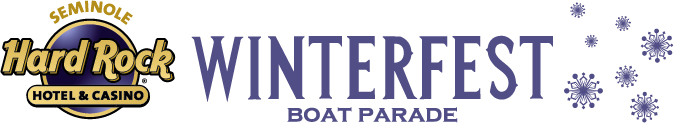 SEMINOLE
Hard Rock®
HOTEL & CASINO
WINTERFEST
BOAT PARADE